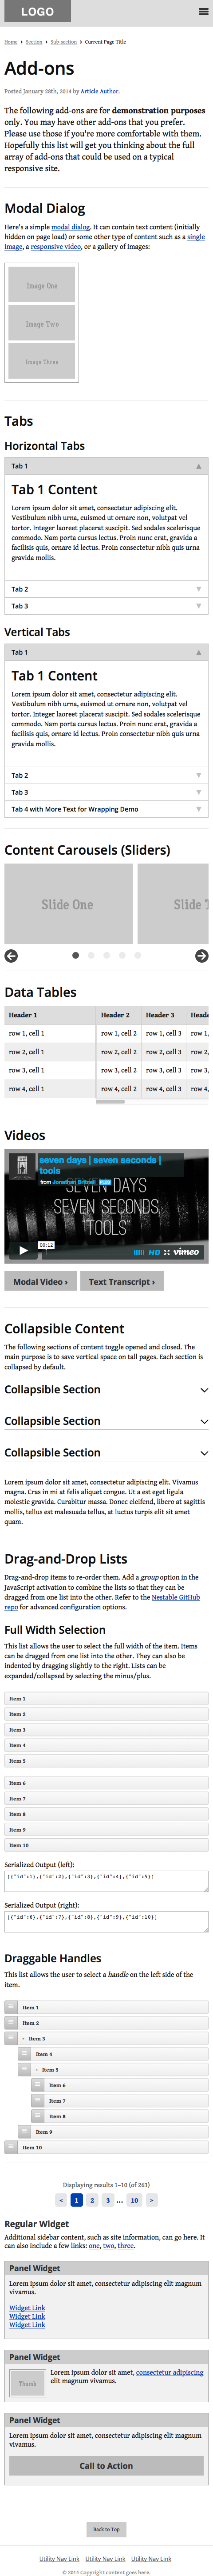 LOGO
Home › Section › Sub-section › Current Page Title
Add-ons
Posted January 28th, 2014 by Article Author.
The following add-ons are for demonstration purposes
only. You may have other add-ons that you prefer.
Please use those if you're more comfortable with them.
Hopefully this list will get you thinking about the full
array of add-ons that could be used on a typical
responsive site.
Modal Dialog
Here's a simple modal dialog. It can contain text content (initially
hidden on page load) or some other type of content such as a single
image, a responsive video, or a gallery of images:
Image One
Image Two
Image Three
Tabs
Horizontal Tabs
Tab 1
Tab 1 Content
Lorem ipsum dolor sit amet, consectetur adipiscing elit.
Vestibulum nibh urna, euismod ut ornare non, volutpat vel
tortor. Integer laoreet placerat suscipit. Sed sodales scelerisque
commodo. Nam porta cursus lectus. Proin nunc erat, gravida a
facilisis quis, ornare id lectus. Proin consectetur nibh quis urna
gravida mollis.
Tab 2
Tab 3
Vertical Tabs
Tab 1
Tab 1 Content
Lorem ipsum dolor sit amet, consectetur adipiscing elit.
Vestibulum nibh urna, euismod ut ornare non, volutpat vel
tortor. Integer laoreet placerat suscipit. Sed sodales scelerisque
commodo. Nam porta cursus lectus. Proin nunc erat, gravida a
facilisis quis, ornare id lectus. Proin consectetur nibh quis urna
gravida mollis.
Tab 2
Tab 3
Tab 4 with More Text for Wrapping Demo
Content Carousels (Sliders)
Slide One Slide T
Data Tables
Header 1 Header 2 Header 3 Heade
row 1, cell 1 row 1, cell 2 row 1, cell 3 row 1,
row 2, cell 1 row 2, cell 2 row 2, cell 3 row 2,
row 3, cell 1 row 3, cell 2 row 3, cell 3 row 3,
row 4, cell 1 row 4, cell 2 row 4, cell 3 row 4,
Videos
seven days | seven seconds |
tools
from Jonathan Britnell PLUS
SEVEN DAYS
SEVEN SECONDS
"TOOLS"
00:12
HD vimeo
Modal Video › Text Transcript ›
Collapsible Content
The following sections of content toggle opened and closed. The
main purpose is to save vertical space on tall pages. Each section is
collapsed by default.
Collapsible Section
Collapsible Section
Collapsible Section
Lorem ipsum dolor sit amet, consectetur adipiscing elit. Vivamus
magna. Cras in mi at felis aliquet congue. Ut a est eget ligula
molestie gravida. Curabitur massa. Donec eleifend, libero at sagittis
mollis, tellus est malesuada tellus, at luctus turpis elit sit amet
quam.
Drag-and-Drop Lists
Drag-and-drop items to re-order them. Add a group option in the
JavaScript activation to combine the lists so that they can be
dragged from one list into the other. Refer to the Nestable GitHub
repo for advanced configuration options.
Full Width Selection
This list allows the user to select the full width of the item. Items
can be dragged from one list into the other. They can also be
indented by dragging slightly to the right. Lists can be
expanded/collapsed by selecting the minus/plus.
Item 1
Item 2
Item 3
Item 4
Item 5
Item 6
Item 7
Item 8
Item 9
Item 10
Serialized Output (left):
[{"id":1},{"id":2},{"id":3},{"id":4},{"id":5}]
Serialized Output (right):
[{"id":6},{"id":7},{"id":8},{"id":9},{"id":10}]
Draggable Handles
This list allows the user to select a handle on the left side of the
item.
Item 1
Item 2
- Item 3
Item 4
- Item 5
Item 6
Item 7
Item 8
Item 9
Item 10
Displaying results 1–10 (of 265)
< 1 2 3 ... 10 >
Regular Widget
Additional sidebar content, such as site information, can go here. It
can also include a few links: one, two, three.
Panel Widget
Lorem ipsum dolor sit amet, consectetur adipiscing elit magnum
vivamus.
Widget Link
Widget Link
Widget Link
Panel Widget
Thumb
Lorem ipsum dolor sit amet, consectetur adipiscing
elit magnum vivamus.
Panel Widget
Lorem ipsum dolor sit amet, consectetur adipiscing elit magnum
vivamus.
Call to Action
Back to Top
Utility Nav Link Utility Nav Link Utility Nav Link
© 2014 Copyright content goes here.